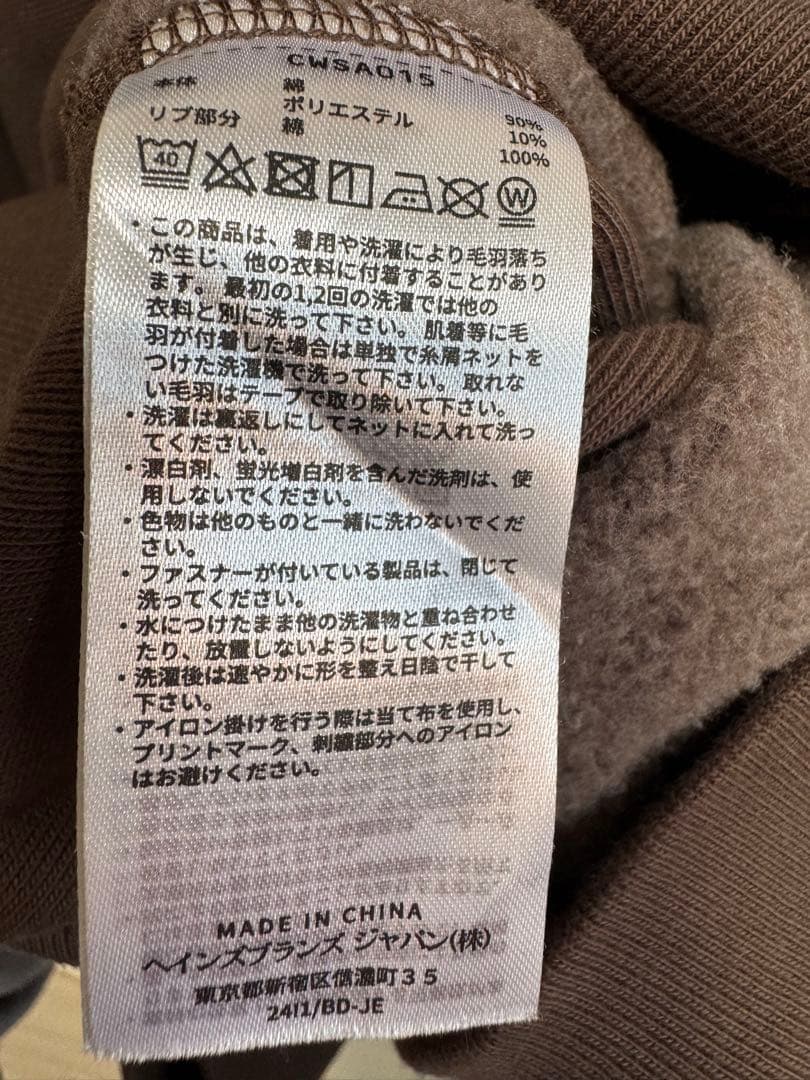 CWSA015
本体 綿 90%
ポリエステル 10%
リブ部分 綿 100%
40
W
・この商品は、着用や洗濯により毛羽落ち
が生じ、他の衣料に付着することがあり
ます。最初の1,2回の洗濯では他の
衣料と別に洗って下さい。肌着等に毛
羽が付着した場合は単独で糸屑ネットを
つけた洗濯機で洗って下さい。取れな
い毛羽はテープで取り除いて下さい。
・洗濯は裏返しにしてネットに入れて洗っ
てください。
・漂白剤、蛍光増白剤を含んだ洗剤は、使
用しないでください。
・色物は他のものと一緒に洗わないでくだ
さい。
・ファスナーが付いている製品は、閉じて
洗ってください。
・水につけたまま他の洗濯物と重ね合わせ
たり、放置しないようにしてください。
・洗濯後は速やかに形を整え日陰で干して
下さい。
・アイロン掛けを行う際は当て布を使用し、
プリントマーク、刺繍部分へのアイロン
はお避けください。
MADE IN CHINA
ヘインズブランズ ジャパン(株)
東京都新宿区信濃町35
24I1/BD-JE